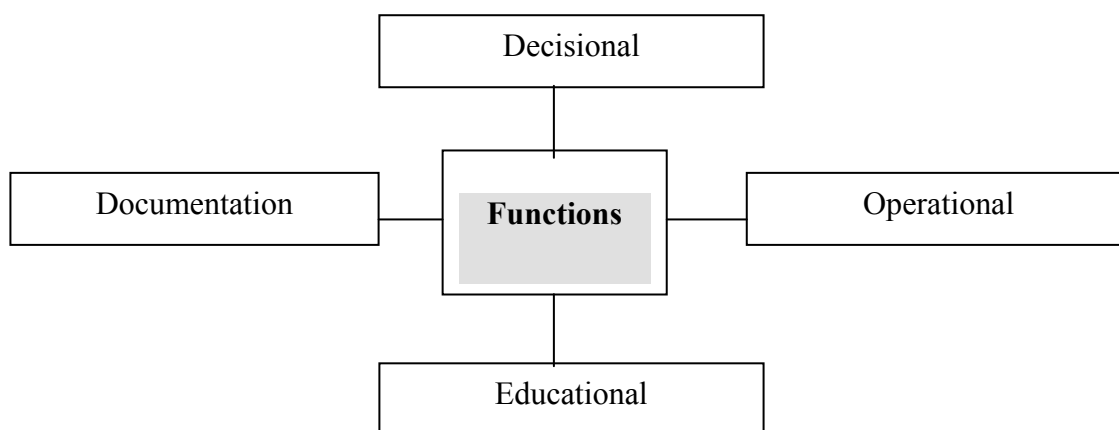 Decisional
Documentation
Functions
Operational
Educational